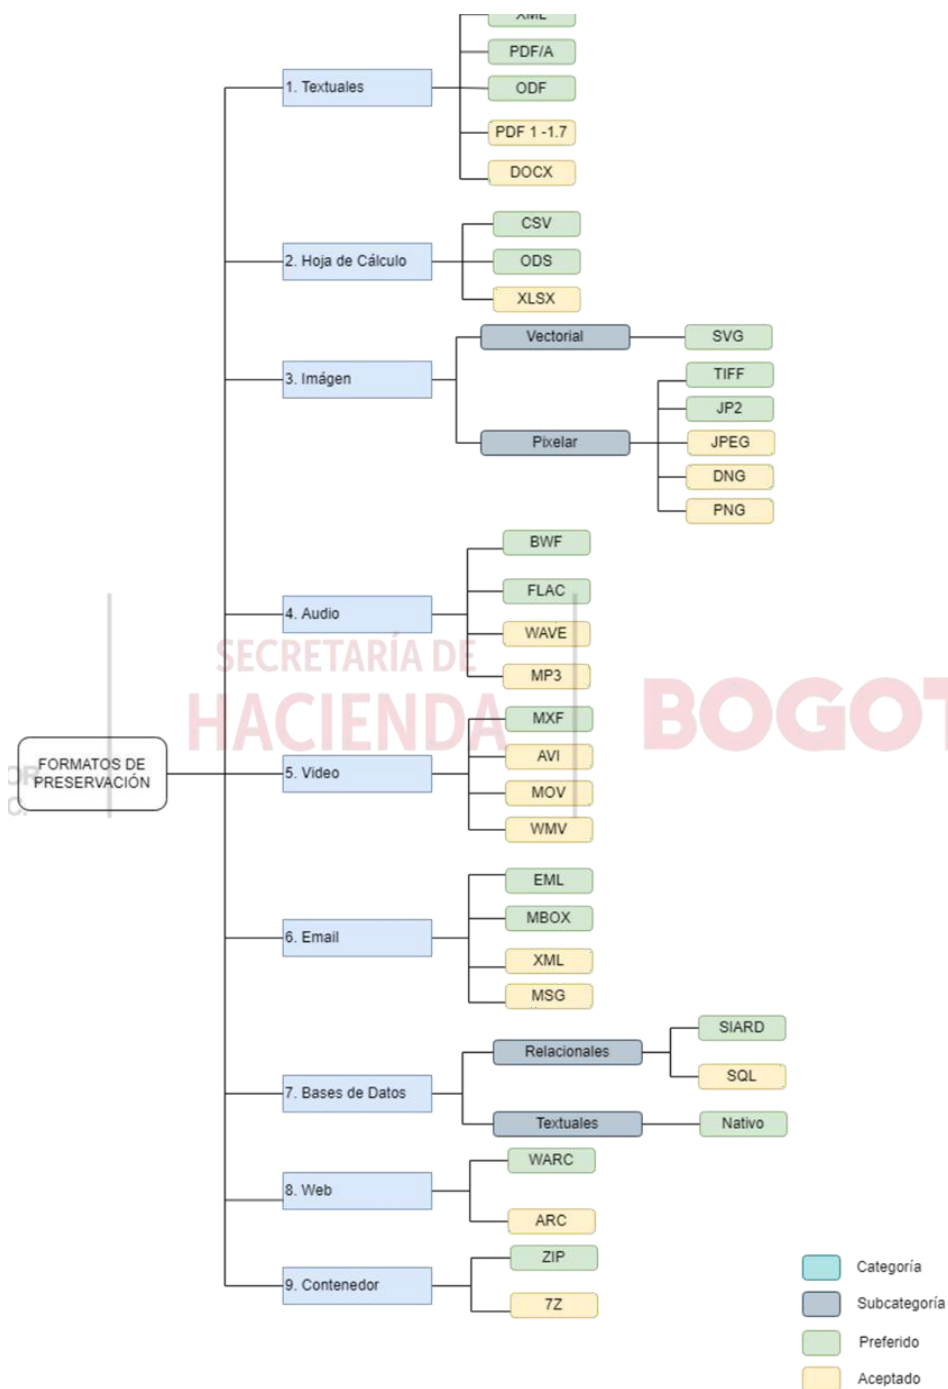 XML
PDF/A
1. Textuales
ODF
PDF 1 -1.7
DOCX
CSV
2. Hoja de Cálculo
ODS
XLSX
Vectorial
SVG
3. Imágen
TIFF
JP2
Pixelar
JPEG
DNG
PNG
BWF
FLAC
4. Audio
WAVE
MP3
SECRETARÍA DE
HACIENDA
BOGOT
MXF
AVI
5. Video
MOV
WMV
FORMATOS DE
PRESERVACIÓN
EML
MBOX
6. Email
XML
MSG
SIARD
Relacionales
SQL
7. Bases de Datos
Textuales
Nativo
WARC
8. Web
ARC
ZIP
9. Contenedor
7Z
Categoría
Subcategoría
Preferido
Aceptado